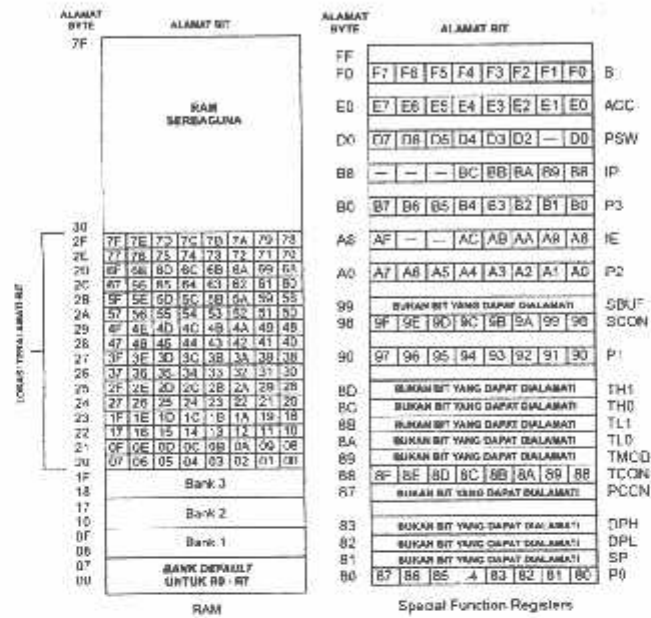 ALAMAT BYTE
ALAMAT BIT
7F
RAM
SERBAGUNA
30
2F 7F 7E 7D 7C 7B 7A 79 78
2E 77 76 75 74 73 72 71 70
2D 6F 6E 6D 6C 6B 6A 69 68
2C 67 66 65 64 63 62 61 60
2B 5F 5E 5D 5C 5B 5A 59 58
2A 57 56 55 54 53 52 51 50
29 4F 4E 4D 4C 4B 4A 49 48
28 47 46 45 44 43 42 41 40
27 3F 3E 3D 3C 3B 3A 39 38
26 37 36 35 34 33 32 31 30
25 2F 2E 2D 2C 2B 2A 29 28
24 27 26 25 24 23 22 21 20
23 1F 1E 1D 1C 1B 1A 19 18
22 17 16 15 14 13 12 11 10
21 0F 0E 0D 0C 0B 0A 09 08
20 07 06 05 04 03 02 01 00
LOKASI TERALAMATI BIT
1F
Bank 3
18
17
Bank 2
10
0F
Bank 1
08
07
BANK DEFAULT
UNTUK R0 - R7
00
RAM
ALAMAT BYTE
ALAMAT BIT
FF
F0 F7 F6 F5 F4 F3 F2 F1 F0 B
E0 E7 E6 E5 E4 E3 E2 E1 E0 ACC
D0 D7 D6 D5 D4 D3 D2 — D0 PSW
B8 — — — BC BB BA B9 B8 IP
B0 B7 B6 B5 B4 B3 B2 B1 B0 P3
A8 AF — — AC AB AA A9 A8 IE
A0 A7 A6 A5 A4 A3 A2 A1 A0 P2
99 BUKAN BIT YANG DAPAT DIALAMATI SBUF
98 9F 9E 9D 9C 9B 9A 99 98 SCON
90 97 96 95 94 93 92 91 90 P1
8D BUKAN BIT YANG DAPAT DIALAMATI TH1
8C BUKAN BIT YANG DAPAT DIALAMATI TH0
8B BUKAN BIT YANG DAPAT DIALAMATI TL1
8A BUKAN BIT YANG DAPAT DIALAMATI TL0
89 BUKAN BIT YANG DAPAT DIALAMATI TMOD
88 8F 8E 8D 8C 8B 8A 89 88 TCON
87 BUKAN BIT YANG DAPAT DIALAMATI PCON
83 BUKAN BIT YANG DAPAT DIALAMATI DPH
82 BUKAN BIT YANG DAPAT DIALAMATI DPL
81 BUKAN BIT YANG DAPAT DIALAMATI SP
80 87 86 85 84 83 82 81 80 P0
Special Function Registers